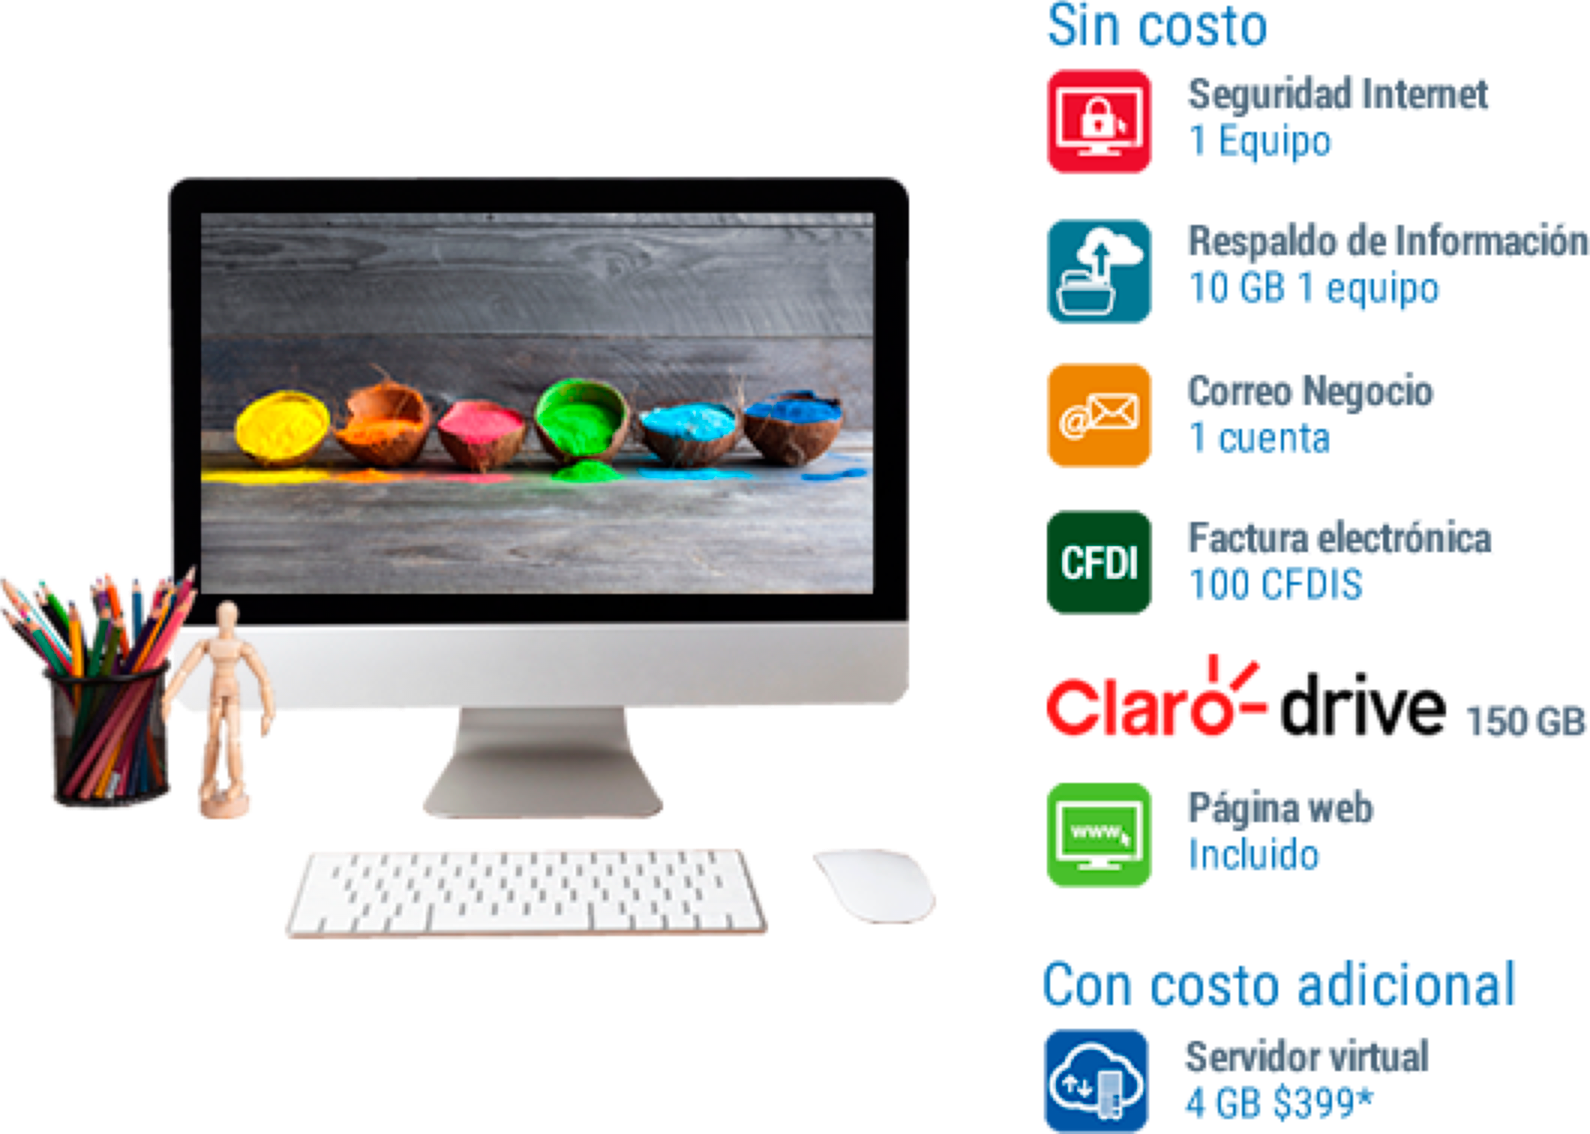 Sin costo
Seguridad Internet
1 Equipo
Respaldo de Información
10 GB 1 equipo
@
Correo Negocio
1 cuenta
CFDI
Factura electrónica
100 CFDIS
Claro-drive 150 GB
www
Página web
Incluido
Con costo adicional
Servidor virtual
4 GB $399*